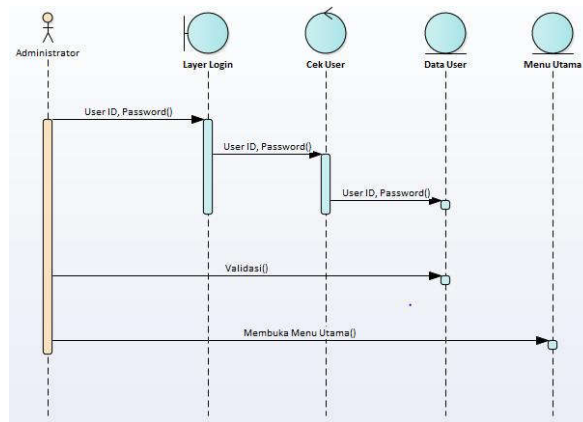 Administrator
Layer Login
Cek User
Data User
Menu Utama
User ID, Password()
User ID, Password()
User ID, Password()
Validasi()
Membuka Menu Utama()